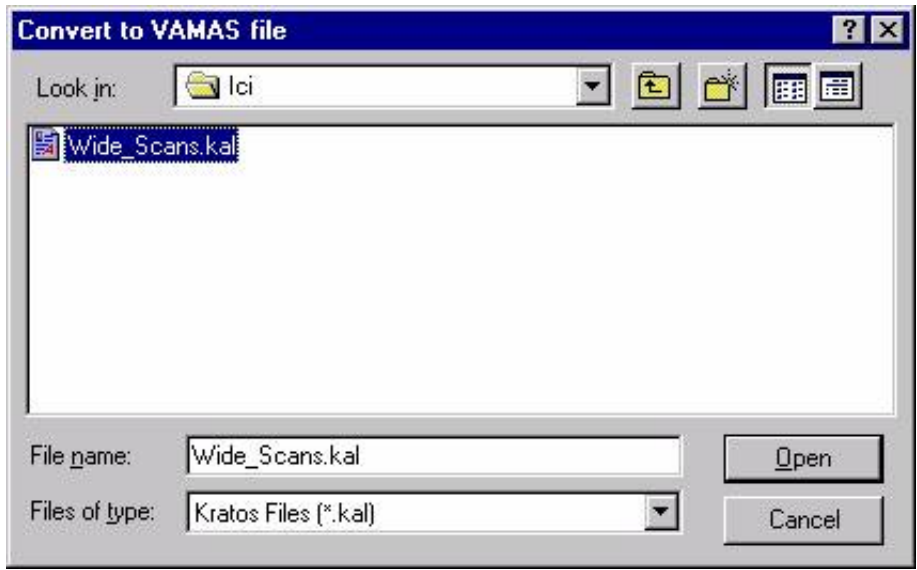 Convert to VAMAS file
Look in: Ici
Wide_Scans.kal
File name: Wide_Scans.kal Open
Files of type: Kratos Files (*.kal) Cancel